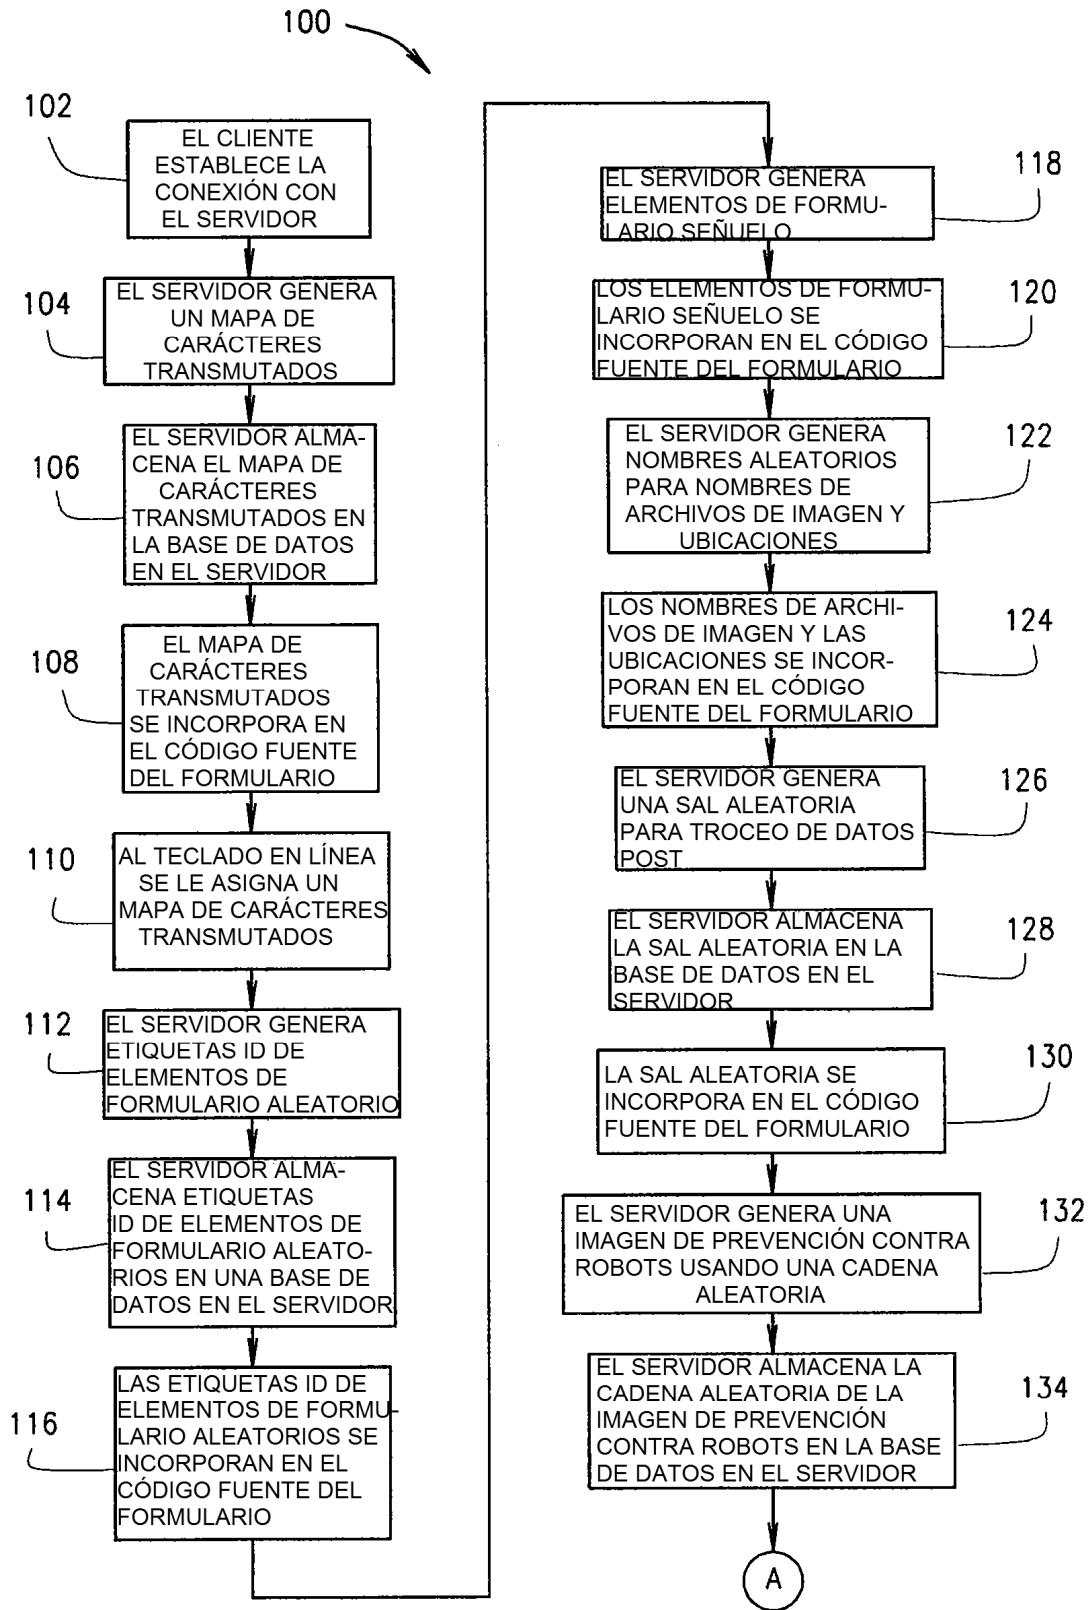 100
102
EL CLIENTE
ESTABLECE LA
CONEXIÓN CON
EL SERVIDOR
104
EL SERVIDOR GENERA
UN MAPA DE
CARÁCTERES
TRANSMUTADOS
106
EL SERVIDOR ALMA-
CENA EL MAPA DE
CARÁCTERES
TRANSMUTADOS EN
LA BASE DE DATOS
EN EL SERVIDOR
108
EL MAPA DE
CARÁCTERES
TRANSMUTADOS
SE INCORPORA EN
EL CÓDIGO FUENTE
DEL FORMULARIO
110
AL TECLADO EN LÍNEA
SE LE ASIGNA UN
MAPA DE CARÁCTERES
TRANSMUTADOS
112
EL SERVIDOR GENERA
ETIQUETAS ID DE
ELEMENTOS DE
FORMULARIO ALEATORIO
114
EL SERVIDOR ALMA-
CENA ETIQUETAS
ID DE ELEMENTOS DE
FORMULARIO ALEATO-
RIOS EN UNA BASE DE
DATOS EN EL SERVIDOR
116
LAS ETIQUETAS ID DE
ELEMENTOS DE FORMU-
LARIO ALEATORIOS SE
INCORPORAN EN EL
CÓDIGO FUENTE DEL
FORMULARIO
118
EL SERVIDOR GENERA
ELEMENTOS DE FORMU-
LARIO SEÑUELO
120
LOS ELEMENTOS DE FORMU-
LARIO SEÑUELO SE
INCORPORAN EN EL CÓDIGO
FUENTE DEL FORMULARIO
122
EL SERVIDOR GENERA
NOMBRES ALEATORIOS
PARA NOMBRES DE
ARCHIVOS DE IMAGEN Y
UBICACIONES
124
LOS NOMBRES DE ARCHI-
VOS DE IMAGEN Y LAS
UBICACIONES SE INCOR-
PORAN EN EL CÓDIGO
FUENTE DEL FORMULARIO
126
EL SERVIDOR GENERA
UNA SAL ALEATORIA
PARA TROCEO DE DATOS
POST
128
EL SERVIDOR ALMACENA
LA SAL ALEATORIA EN LA
BASE DE DATOS EN EL
SERVIDOR
130
LA SAL ALEATORIA SE
INCORPORA EN EL CÓDIGO
FUENTE DEL FORMULARIO
132
EL SERVIDOR GENERA UNA
IMAGEN DE PREVENCIÓN CONTRA
ROBOTS USANDO UNA CADENA
ALEATORIA
134
EL SERVIDOR ALMACENA LA
CADENA ALEATORIA DE LA
IMAGEN DE PREVENCIÓN
CONTRA ROBOTS EN LA BASE
DE DATOS EN EL SERVIDOR
A